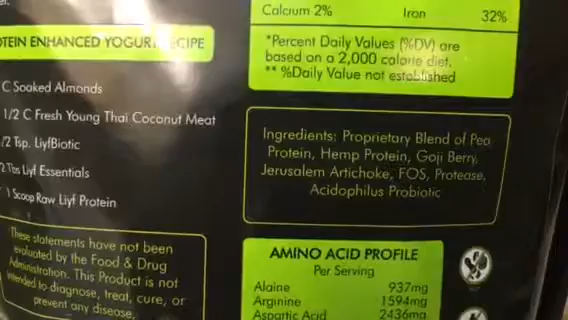 Calcium 2% Iron 32%
*Percent Daily Values (%DV) are
based on a 2,000 calorie diet.
** %Daily Value not established
OTEIN ENHANCED YOGURT RECIPE
C Soaked Almonds
1/2 C Fresh Young Thai Coconut Meat
/2 Tsp. LiyfBiotic
2 Tbs Liyf Essentials
1 Scoop Raw Liyf Protein
These statements have not been
evaluated by the Food & Drug
Administration. This Product is not
intended to diagnose, treat, cure, or
prevent any disease.
Ingredients: Proprietary Blend of Pea
Protein, Hemp Protein, Goji Berry,
Jerusalem Artichoke, FOS, Protease,
Acidophilus Probiotic
AMINO ACID PROFILE
Per Serving
Alaine 937mg
Arginine 1594mg
Aspartic Acid 2436mg